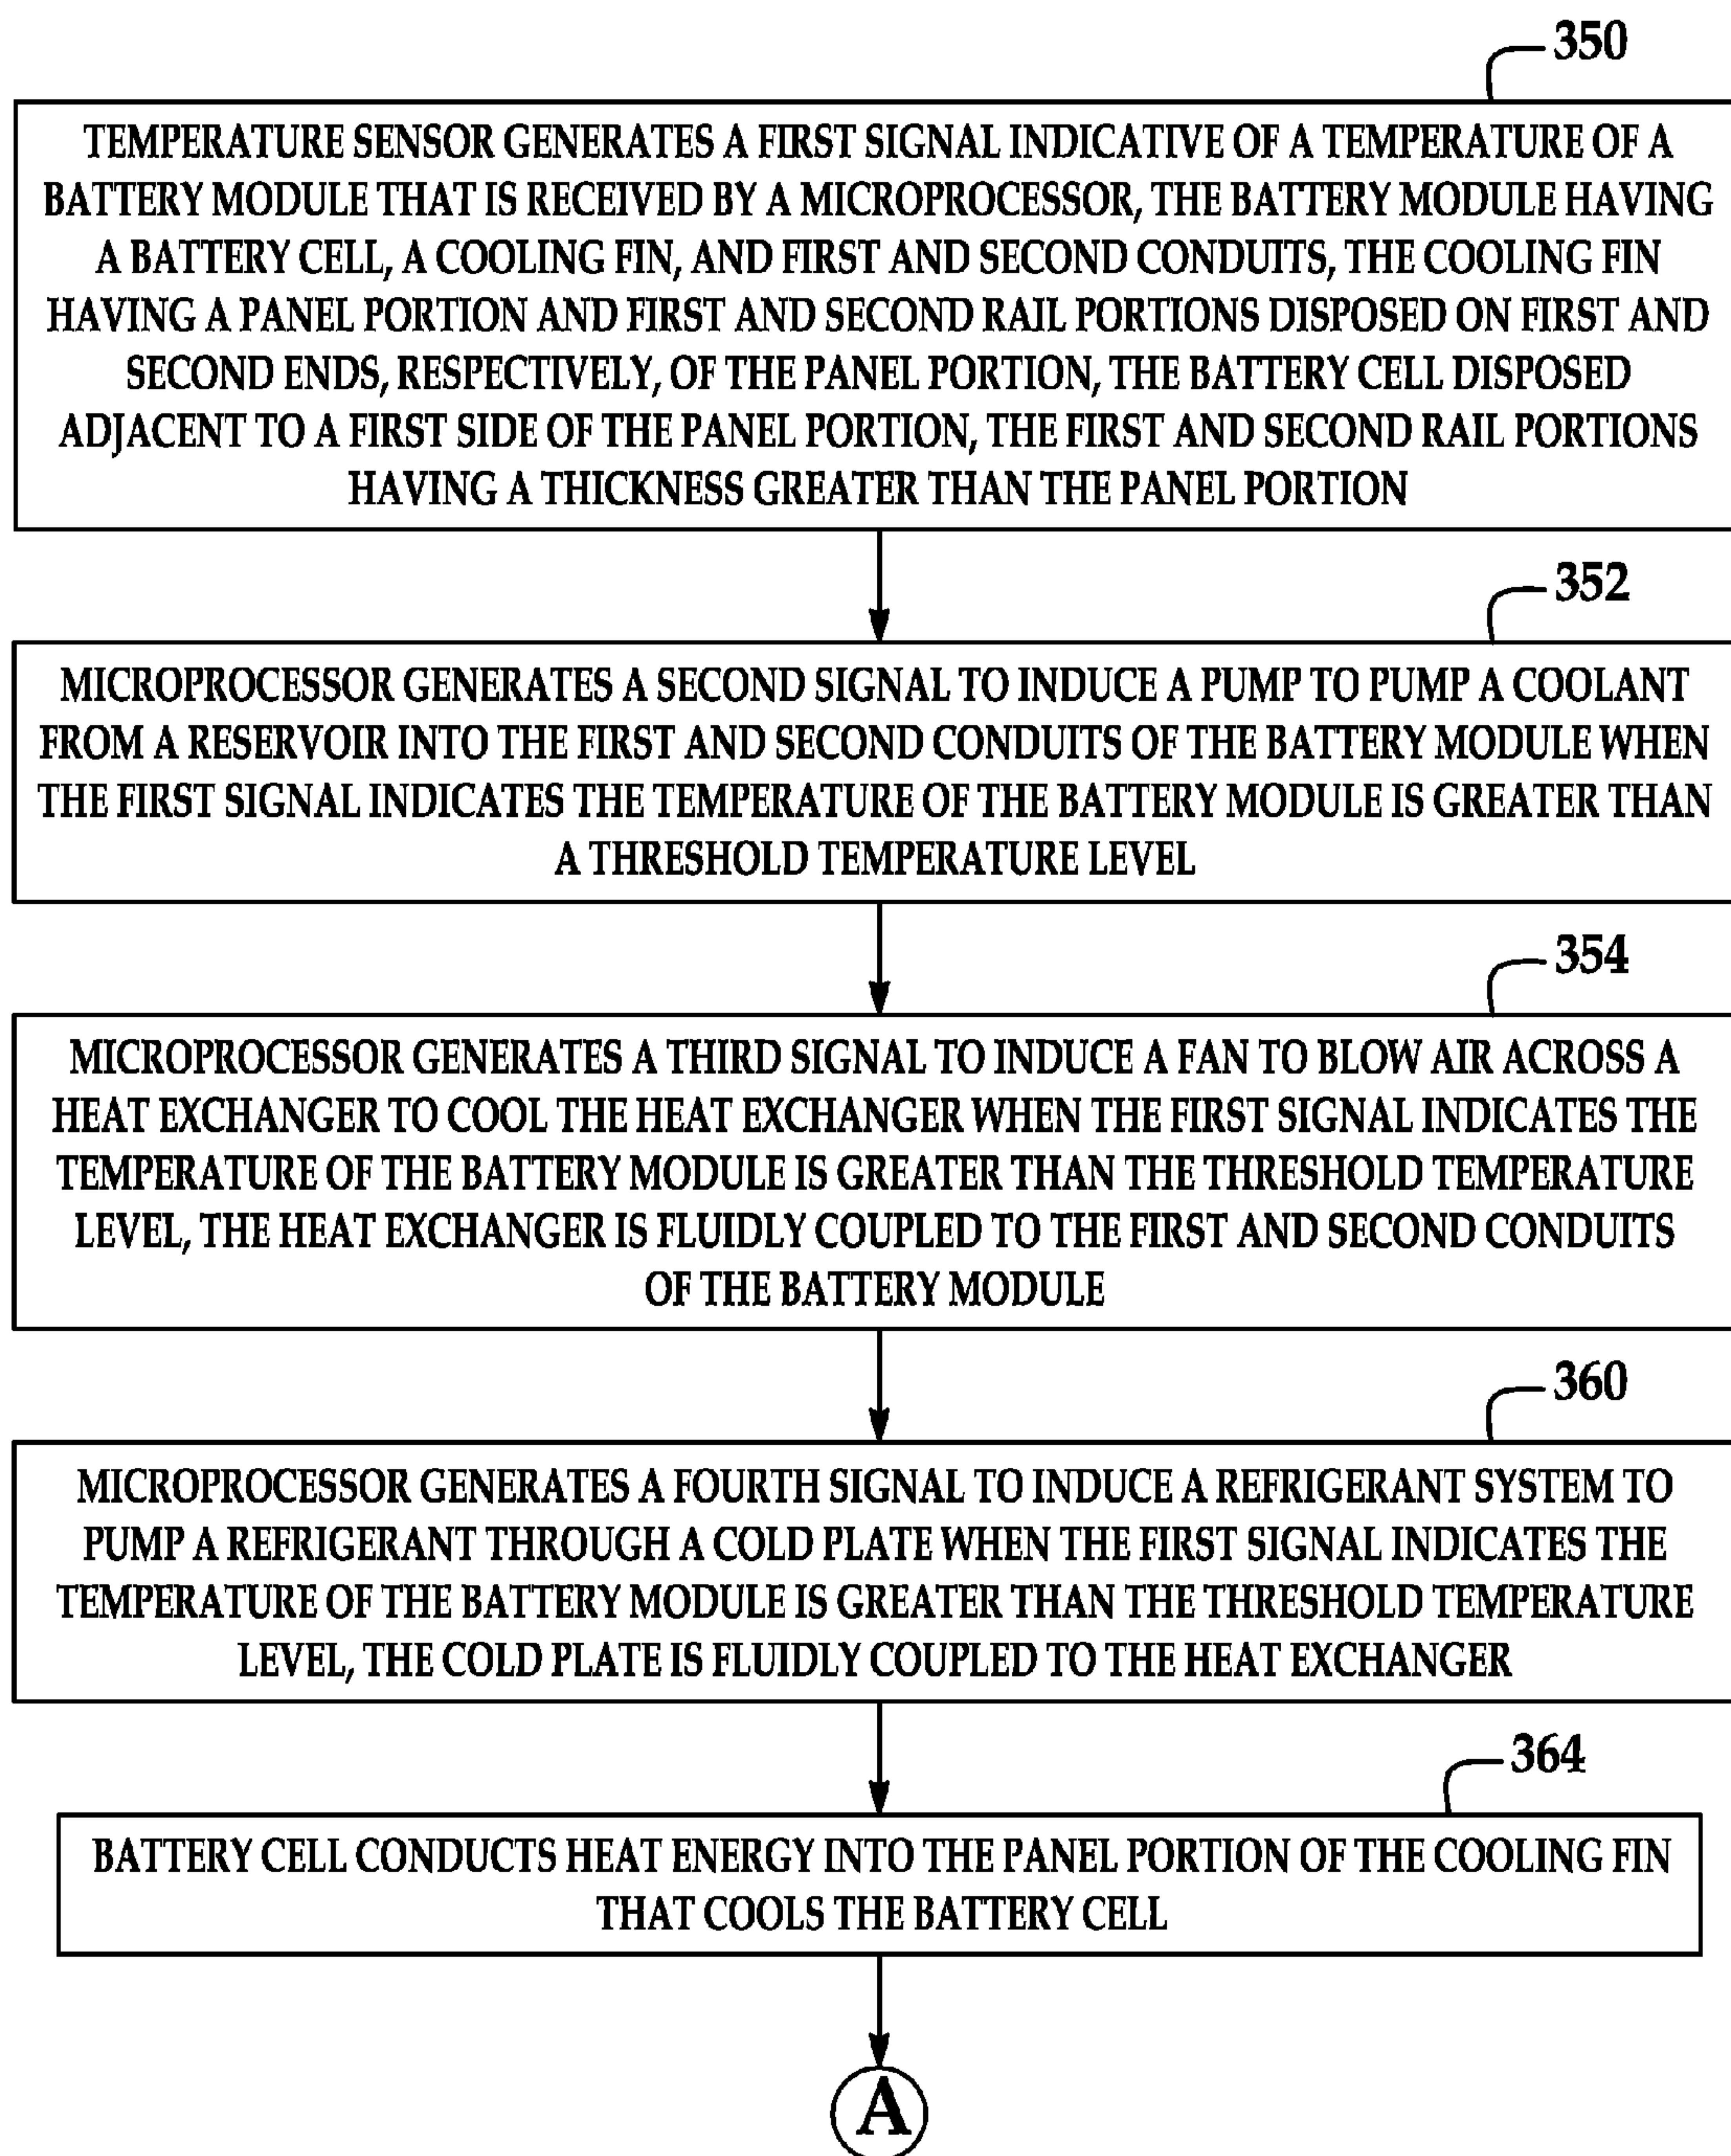 350
TEMPERATURE SENSOR GENERATES A FIRST SIGNAL INDICATIVE OF A TEMPERATURE OF A
BATTERY MODULE THAT IS RECEIVED BY A MICROPROCESSOR, THE BATTERY MODULE HAVING
A BATTERY CELL, A COOLING FIN, AND FIRST AND SECOND CONDUITS, THE COOLING FIN
HAVING A PANEL PORTION AND FIRST AND SECOND RAIL PORTIONS DISPOSED ON FIRST AND
SECOND ENDS, RESPECTIVELY, OF THE PANEL PORTION, THE BATTERY CELL DISPOSED
ADJACENT TO A FIRST SIDE OF THE PANEL PORTION, THE FIRST AND SECOND RAIL PORTIONS
HAVING A THICKNESS GREATER THAN THE PANEL PORTION
352
MICROPROCESSOR GENERATES A SECOND SIGNAL TO INDUCE A PUMP TO PUMP A COOLANT
FROM A RESERVOIR INTO THE FIRST AND SECOND CONDUITS OF THE BATTERY MODULE WHEN
THE FIRST SIGNAL INDICATES THE TEMPERATURE OF THE BATTERY MODULE IS GREATER THAN
A THRESHOLD TEMPERATURE LEVEL
354
MICROPROCESSOR GENERATES A THIRD SIGNAL TO INDUCE A FAN TO BLOW AIR ACROSS A
HEAT EXCHANGER TO COOL THE HEAT EXCHANGER WHEN THE FIRST SIGNAL INDICATES THE
TEMPERATURE OF THE BATTERY MODULE IS GREATER THAN THE THRESHOLD TEMPERATURE
LEVEL, THE HEAT EXCHANGER IS FLUIDLY COUPLED TO THE FIRST AND SECOND CONDUITS
OF THE BATTERY MODULE
360
MICROPROCESSOR GENERATES A FOURTH SIGNAL TO INDUCE A REFRIGERANT SYSTEM TO
PUMP A REFRIGERANT THROUGH A COLD PLATE WHEN THE FIRST SIGNAL INDICATES THE
TEMPERATURE OF THE BATTERY MODULE IS GREATER THAN THE THRESHOLD TEMPERATURE
LEVEL, THE COLD PLATE IS FLUIDLY COUPLED TO THE HEAT EXCHANGER
364
BATTERY CELL CONDUCTS HEAT ENERGY INTO THE PANEL PORTION OF THE COOLING FIN
THAT COOLS THE BATTERY CELL
A